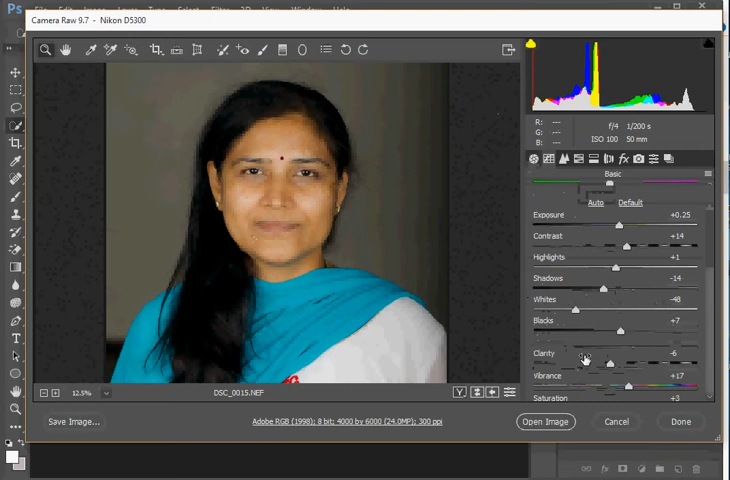 Ps
Camera Raw 9.7 - Nikon D5300
R: ---
G: ---
B: ---
f/4 1/200 s
ISO 100 50 mm
Basic
Auto Default
Exposure +0.25
Contrast +14
Highlights +1
Shadows -14
Whites -48
Blacks +7
Clarity -6
Vibrance +17
Saturation +3
12.5% DSC_0015.NEF Y
Save Image... Adobe RGB (1998); 8 bit; 4000 by 6000 (24.0MP); 300 ppi Open Image Cancel Done
fx
T